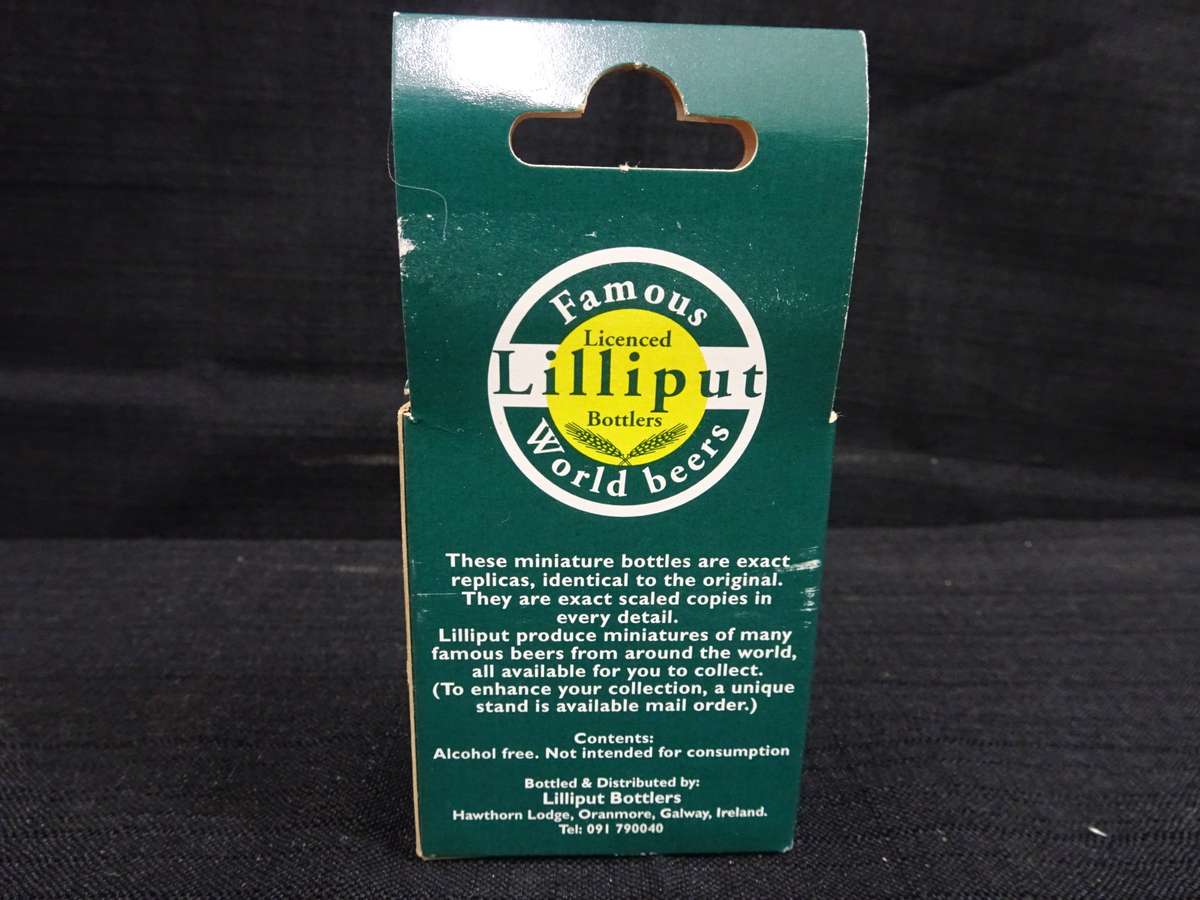 Famous
Licenced
Lilliput
Bottlers
World beers
These miniature bottles are exact
replicas, identical to the original.
They are exact scaled copies in
every detail.
Lilliput produce miniatures of many
famous beers from around the world,
all available for you to collect.
(To enhance your collection, a unique
stand is available mail order.)
Contents:
Alcohol free. Not intended for consumption
Bottled & Distributed by:
Lilliput Bottlers
Hawthorn Lodge, Oranmore, Galway, Ireland.
Tel: 091 790040